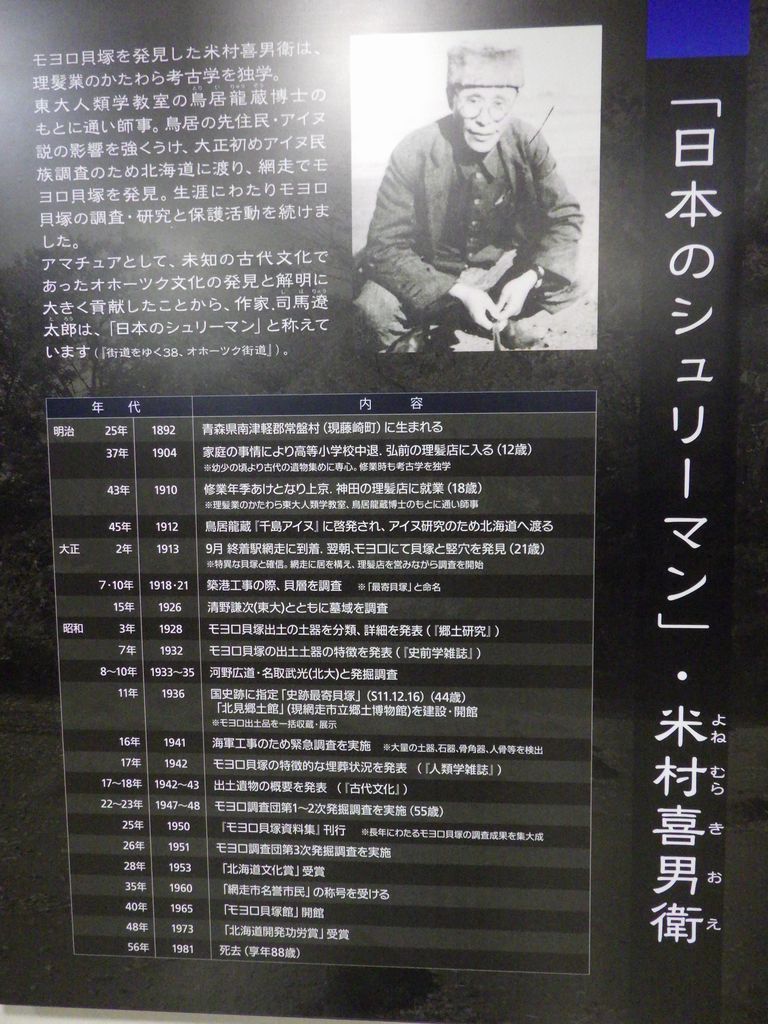 「日本のシュリーマン」・米村喜男衛
よね むら き お え
モヨロ貝塚を発見した米村喜男衛は、
理髪業のかたわら考古学を独学。
東大人類学教室の鳥居龍蔵博士の
もとに通い師事。鳥居の先住民・アイヌ
説の影響を強くうけ、大正初めアイヌ民
族調査のため北海道に渡り、網走でモ
ヨロ貝塚を発見。生涯にわたりモヨロ
貝塚の調査・研究と保護活動を続けま
した。
アマチュアとして、未知の古代文化で
あったオホーツク文化の発見と解明に
大きく貢献したことから、作家、司馬遼
太郎は、「日本のシュリーマン」と称えて
います（『街道をゆく38、オホーツク街道』）。
年 代 内 容
明治 25年 1892 青森県南津軽郡常盤村（現藤崎町）に生まれる
37年 1904 家庭の事情により高等小学校中退、弘前の理髪店に入る（12歳）
※幼少の頃より古代の遺物集めに専心。修業時も考古学を独学
43年 1910 修業年季あけとなり上京、神田の理髪店に就業（18歳）
※理髪業のかたわら東大人類学教室、鳥居龍蔵博士のもとに通い師事
45年 1912 鳥居龍蔵『千島アイヌ』に啓発され、アイヌ研究のため北海道へ渡る
大正 2年 1913 9月 終着駅網走に到着、翌朝、モヨロにて貝塚と竪穴を発見（21歳）
※特異な貝塚と確信。網走に居を構え、理髪店を営みながら調査を開始
7・10年 1918・21 築港工事の際、貝層を調査 ※「最寄貝塚」と命名
15年 1926 清野謙次(東大)とともに墓域を調査
昭和 3年 1928 モヨロ貝塚出土の土器を分類、詳細を発表（『郷土研究』）
7年 1932 モヨロ貝塚の出土土器の特徴を発表（『史前学雑誌』）
8～10年 1933～35 河野広道・名取武光(北大)と発掘調査
11年 1936 国史跡に指定「史跡最寄貝塚」（S11.12.16）（44歳）
「北見郷土館」(現網走市立郷土博物館)を建設・開館
※モヨロ出土品を一括収蔵・展示
16年 1941 海軍工事のため緊急調査を実施 ※大量の土器、石器、骨角器、人骨等を検出
17年 1942 モヨロ貝塚の特徴的な埋葬状況を発表（『人類学雑誌』）
17～18年 1942～43 出土遺物の概要を発表（『古代文化』）
22～23年 1947～48 モヨロ調査団第1～2次発掘調査を実施（55歳）
25年 1950 『モヨロ貝塚資料集』刊行 ※長年にわたるモヨロ貝塚の調査成果を集大成
26年 1951 モヨロ調査団第3次発掘調査を実施
28年 1953 「北海道文化賞」受賞
35年 1960 「網走市名誉市民」の称号を受ける
40年 1965 「モヨロ貝塚館」開館
48年 1973 「北海道開発功労賞」受賞
56年 1981 死去（享年88歳）